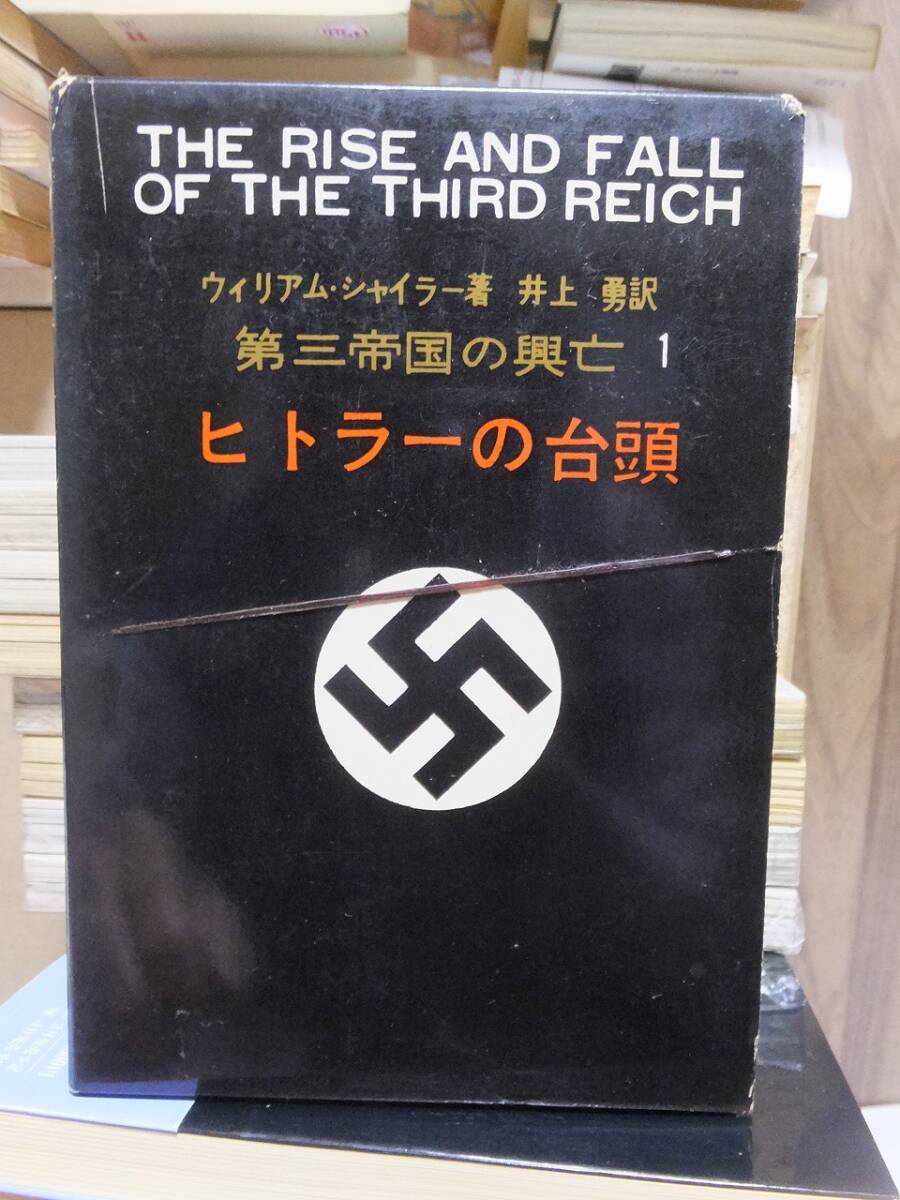 THE RISE AND FALL
OF THE THIRD REICH
ウィリアム・シャイラー著 井上 勇訳
第三帝国の興亡 1
ヒトラーの台頭